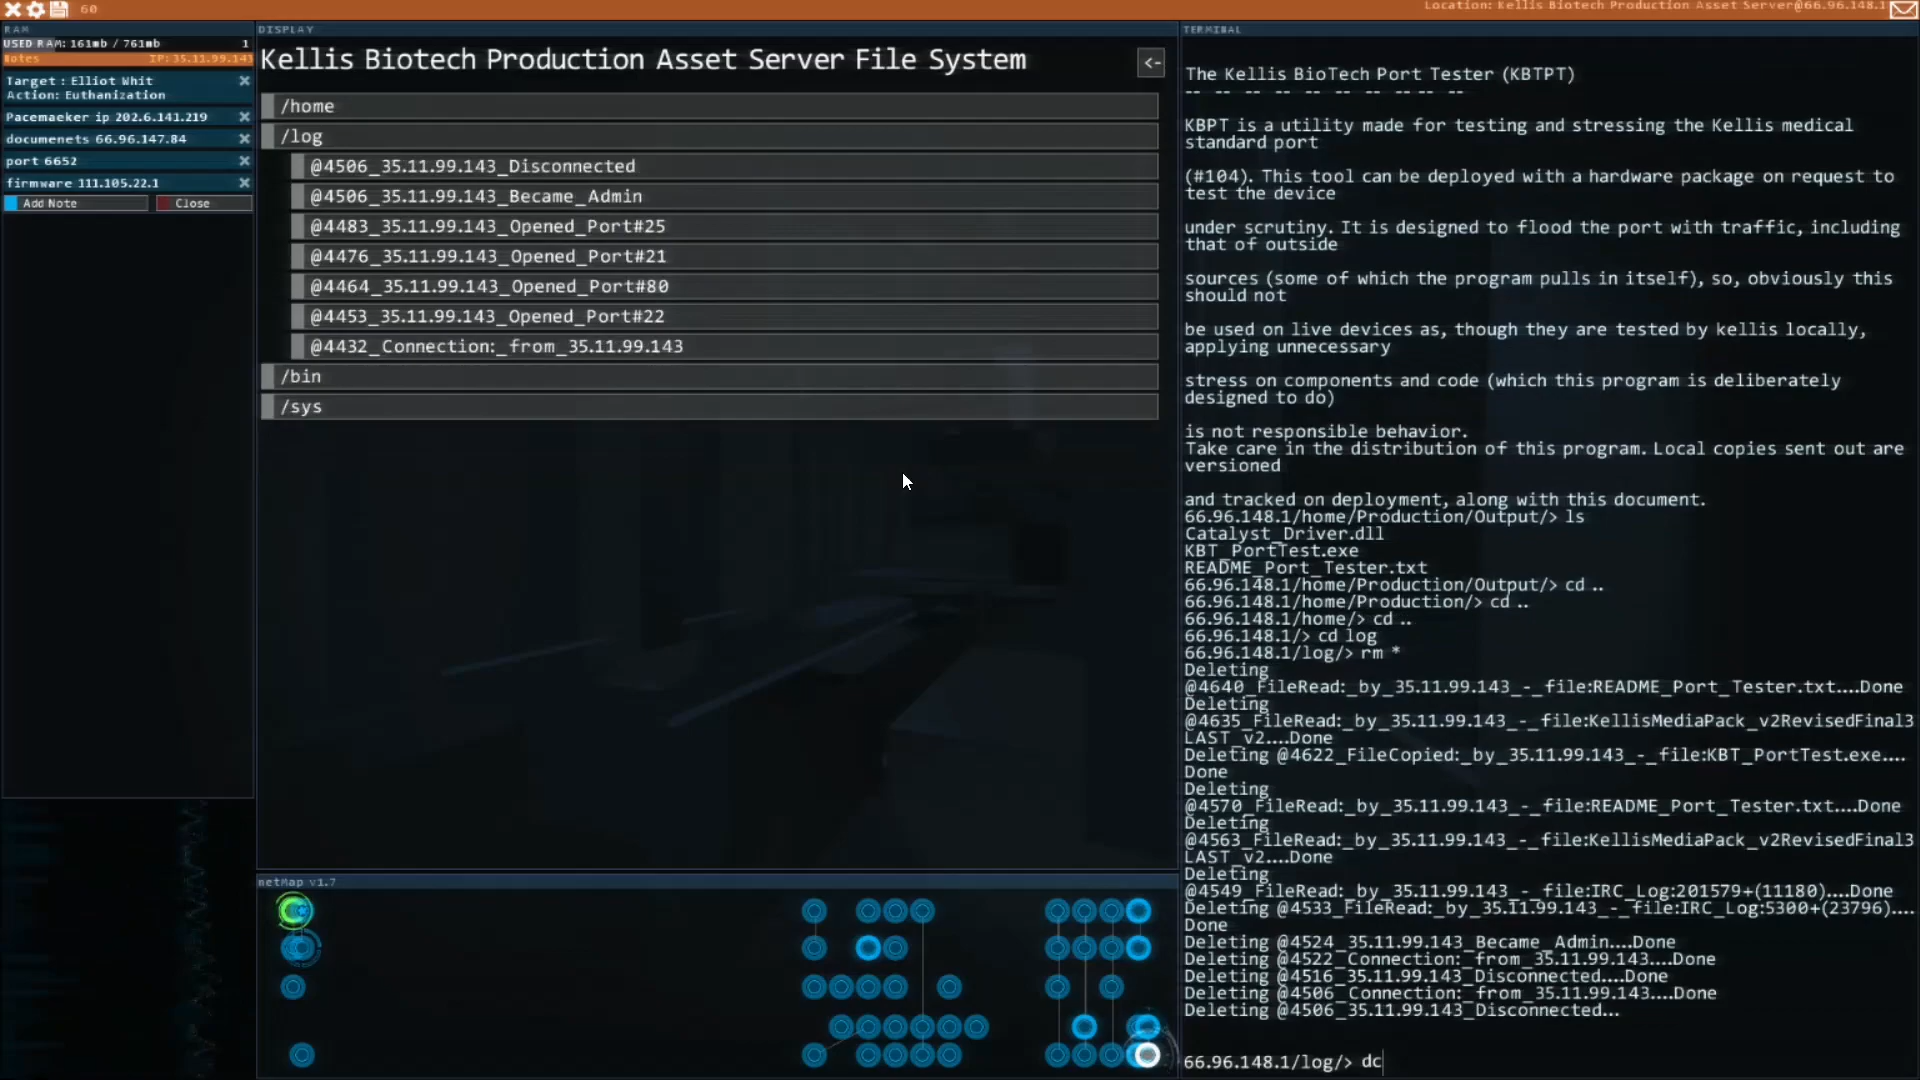 60
Location: Kellis Biotech Production Asset Server@66.96.148.1
RAM
USED RAM: 161mb / 761mb 1
Notes IP: 35.11.99.143
Target : Elliot Whit
Action: Euthanization
Pacemaeker ip 202.6.141.219
documenets 66.96.147.84
port 6652
firmware 111.105.22.1
Add Note
Close
DISPLAY
Kellis Biotech Production Asset Server File System
<-
/home
/log
@4506_35.11.99.143_Disconnected
@4506_35.11.99.143_Became_Admin
@4483_35.11.99.143_Opened_Port#25
@4476_35.11.99.143_Opened_Port#21
@4464_35.11.99.143_Opened_Port#80
@4453_35.11.99.143_Opened_Port#22
@4432_Connection:_from_35.11.99.143
/bin
/sys
netMap v1.7
TERMINAL
The Kellis BioTech Port Tester (KBTPT)
-- -- -- -- -- -- -- -- -- --
KBPT is a utility made for testing and stressing the Kellis medical
standard port
(#104). This tool can be deployed with a hardware package on request to
test the device
under scrutiny. It is designed to flood the port with traffic, including
that of outside
sources (some of which the program pulls in itself), so, obviously this
should not
be used on live devices as, though they are tested by kellis locally,
applying unnecessary
stress on components and code (which this program is deliberately
designed to do)
is not responsible behavior.
Take care in the distribution of this program. Local copies sent out are
versioned
and tracked on deployment, along with this document.
66.96.148.1/home/Production/Output/> ls
Catalyst_Driver.dll
KBT_PortTest.exe
README_Port_Tester.txt
66.96.148.1/home/Production/Output/> cd ..
66.96.148.1/home/Production/> cd ..
66.96.148.1/home/> cd ..
66.96.148.1/> cd log
66.96.148.1/log/> rm *
Deleting
@4640_FileRead:_by_35.11.99.143_-_file:README_Port_Tester.txt....Done
Deleting
@4635_FileRead:_by_35.11.99.143_-_file:KellisMediaPack_v2RevisedFinal3
LAST_v2....Done
Deleting @4622_FileCopied:_by_35.11.99.143_-_file:KBT_PortTest.exe....
Done
Deleting
@4570_FileRead:_by_35.11.99.143_-_file:README_Port_Tester.txt....Done
Deleting
@4563_FileRead:_by_35.11.99.143_-_file:KellisMediaPack_v2RevisedFinal3
LAST_v2....Done
Deleting
@4549_FileRead:_by_35.11.99.143_-_file:IRC_Log:201579+(11180)....Done
Deleting @4533_FileRead:_by_35.11.99.143_-_file:IRC_Log:5300+(23796)....
Done
Deleting @4524_35.11.99.143_Became_Admin....Done
Deleting @4522_Connection:_from_35.11.99.143....Done
Deleting @4516_35.11.99.143_Disconnected....Done
Deleting @4506_Connection:_from_35.11.99.143....Done
Deleting @4506_35.11.99.143_Disconnected...
66.96.148.1/log/> dc